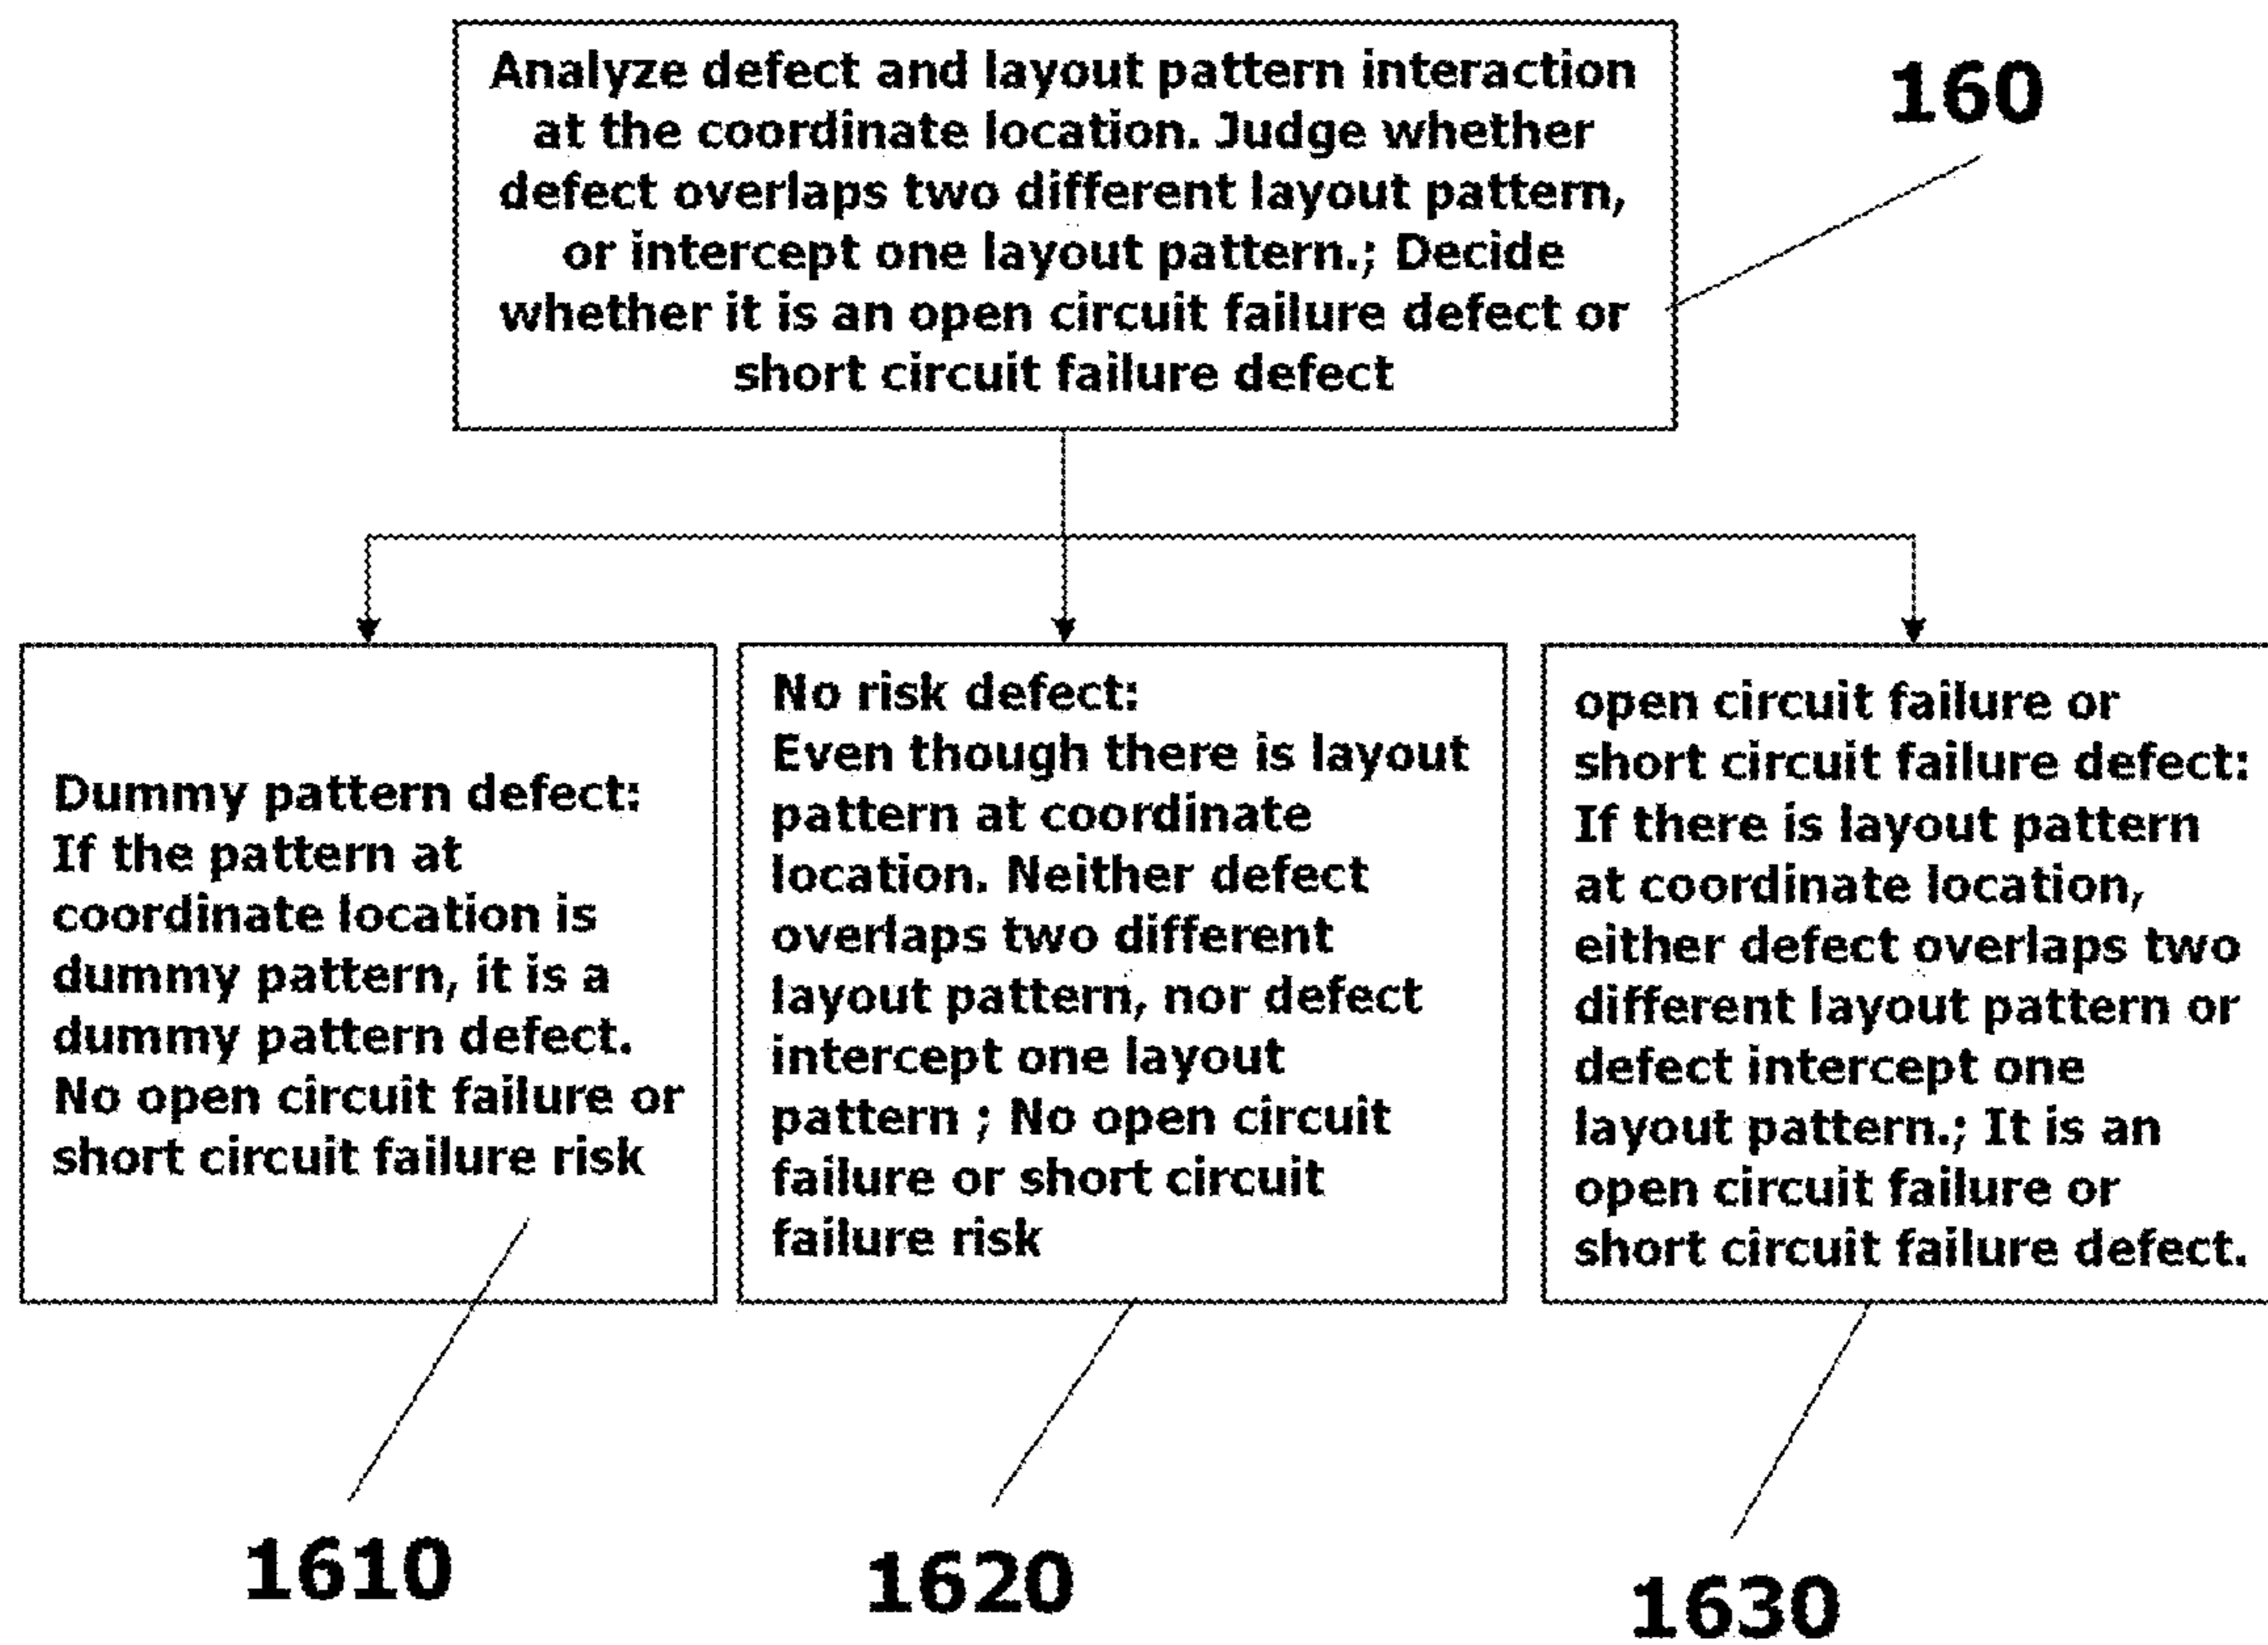 Analyze defect and layout pattern interaction
at the coordinate location. Judge whether
defect overlaps two different layout pattern,
or intercept one layout pattern.; Decide
whether it is an open circuit failure defect or
short circuit failure defect
160
Dummy pattern defect:
If the pattern at
coordinate location is
dummy pattern, it is a
dummy pattern defect.
No open circuit failure or
short circuit failure risk
No risk defect:
Even though there is layout
pattern at coordinate
location. Neither defect
overlaps two different
layout pattern, nor defect
intercept one layout
pattern ; No open circuit
failure or short circuit
failure risk
open circuit failure or
short circuit failure defect:
If there is layout pattern
at coordinate location,
either defect overlaps two
different layout pattern or
defect intercept one
layout pattern.; It is an
open circuit failure or
short circuit failure defect.
1610
1620
1630